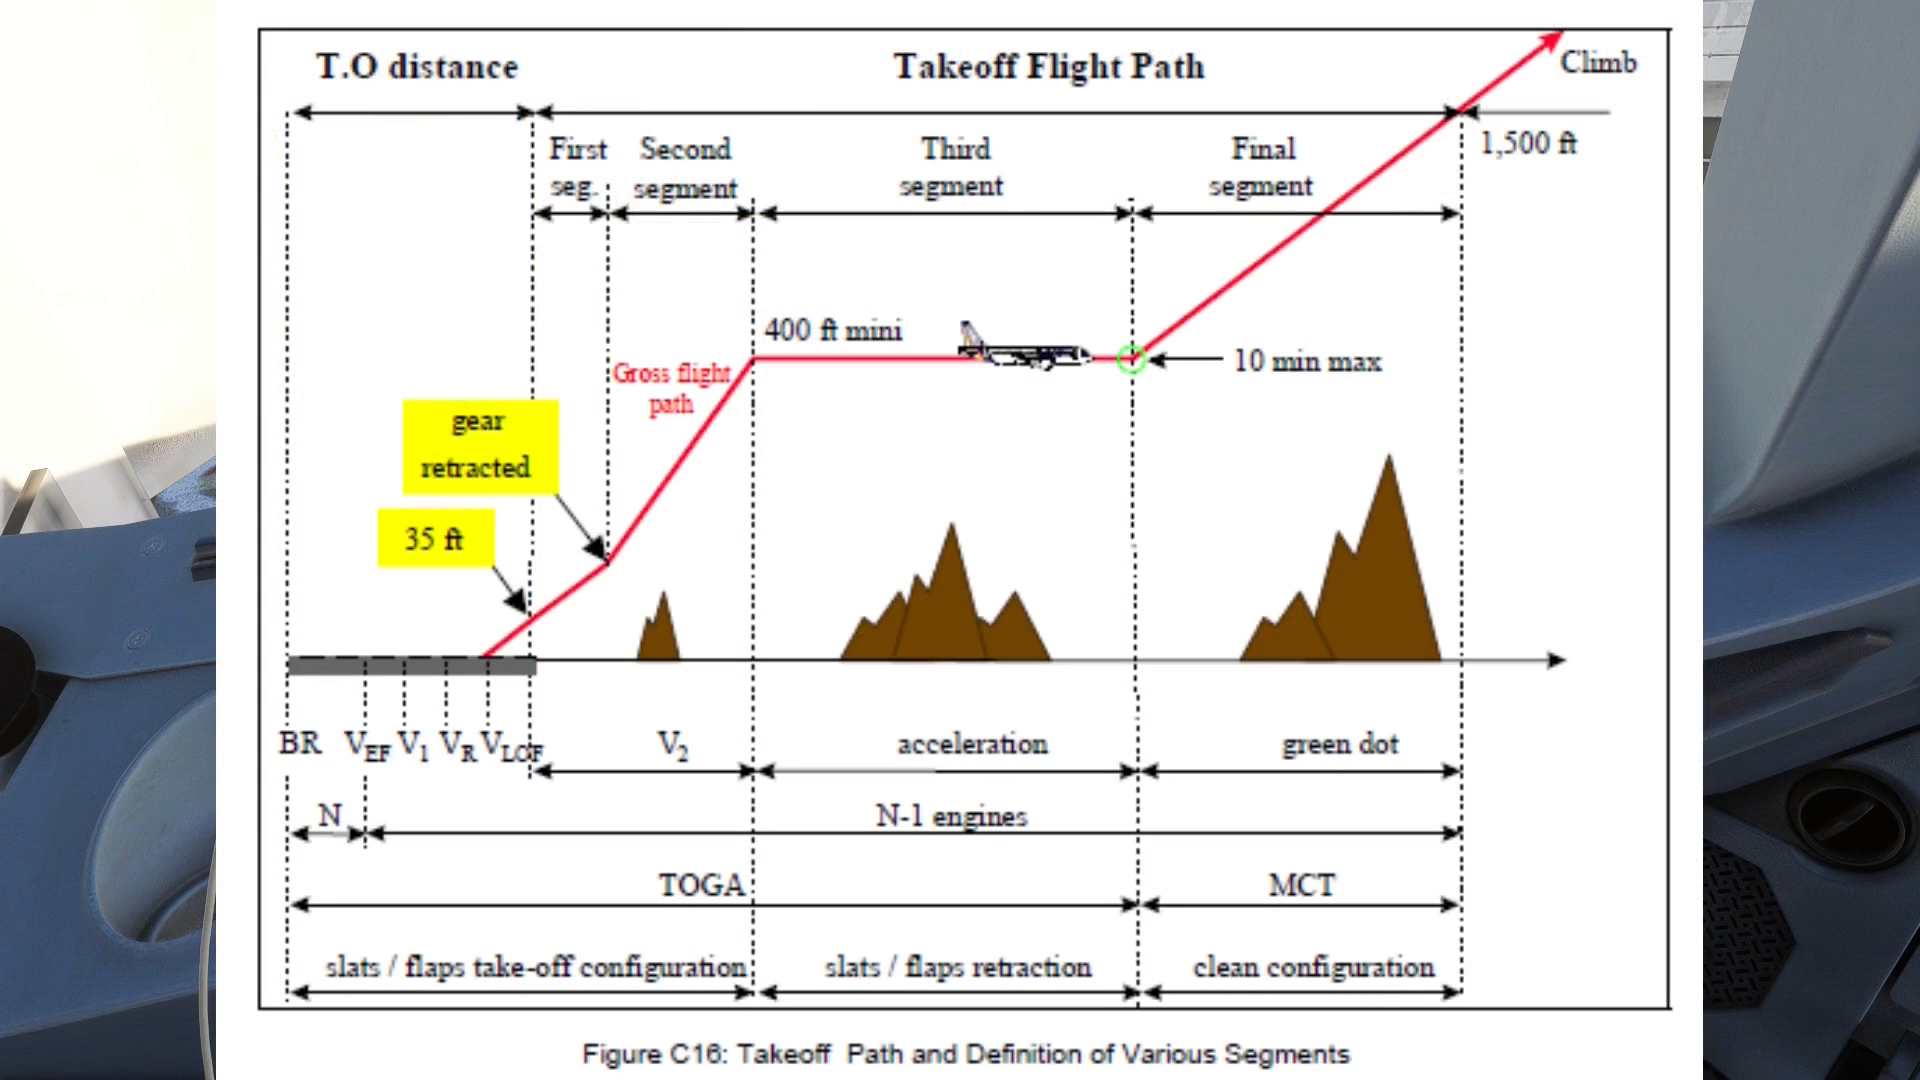 T.O distance
Takeoff Flight Path
Climb
1,500 ft
First
seg.
Second
segment
Third
segment
Final
segment
400 ft mini
10 min max
Gross flight
path
gear
retracted
35 ft
BR
VEF
V1
VR
VLOF
V2
acceleration
green dot
N
N-1 engines
TOGA
MCT
slats / flaps take-off configuration
slats / flaps retraction
clean configuration
Figure C16: Takeoff Path and Definition of Various Segments